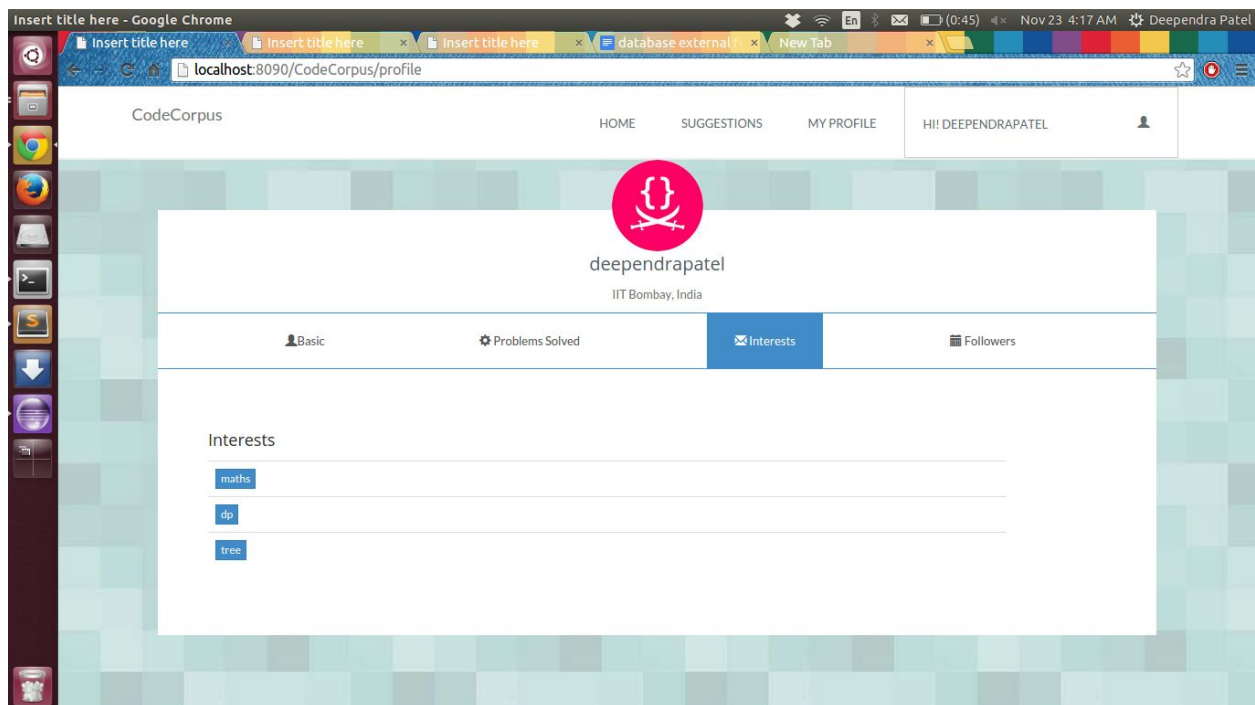 Insert title here - Google Chrome En (0:45) Nov 23 4:17 AM Deependra Patel
Insert title here × Insert title here × Insert title here × database external × New Tab ×
localhost:8090/CodeCorpus/profile
CodeCorpus HOME SUGGESTIONS MY PROFILE HI! DEEPENDRAPATEL
{}
deependrapatel
IIT Bombay, India
Basic Problems Solved Interests Followers
Interests
maths
dp
tree